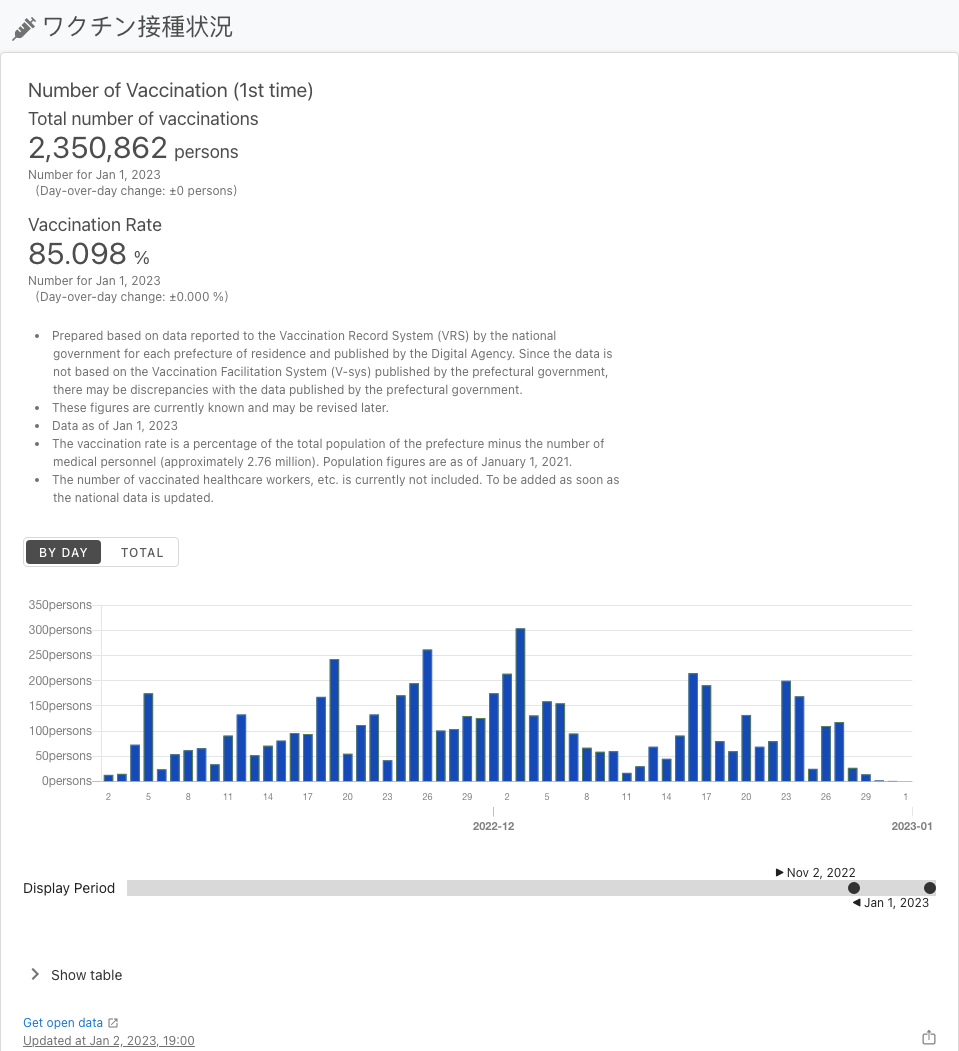 ワクチン接種状況
Number of Vaccination (1st time)
Total number of vaccinations
2,350,862 persons
Number for Jan 1, 2023
(Day-over-day change: ±0 persons)
Vaccination Rate
85.098 %
Number for Jan 1, 2023
(Day-over-day change: ±0.000 %)
• Prepared based on data reported to the Vaccination Record System (VRS) by the national
government for each prefecture of residence and published by the Digital Agency. Since the data is
not based on the Vaccination Facilitation System (V-sys) published by the prefectural government,
there may be discrepancies with the data published by the prefectural government.
• These figures are currently known and may be revised later.
• Data as of Jan 1, 2023
• The vaccination rate is a percentage of the total population of the prefecture minus the number of
medical personnel (approximately 2.76 million). Population figures are as of January 1, 2021.
• The number of vaccinated healthcare workers, etc. is currently not included. To be added as soon as
the national data is updated.
BY DAY TOTAL
350persons
300persons
250persons
200persons
150persons
100persons
50persons
0persons
2 5 8 11 14 17 20 23 26 29 2 5 8 11 14 17 20 23 26 29 1
2022-12 2023-01
Nov 2, 2022
Display Period
Jan 1, 2023
Show table
Get open data
Updated at Jan 2, 2023, 19:00